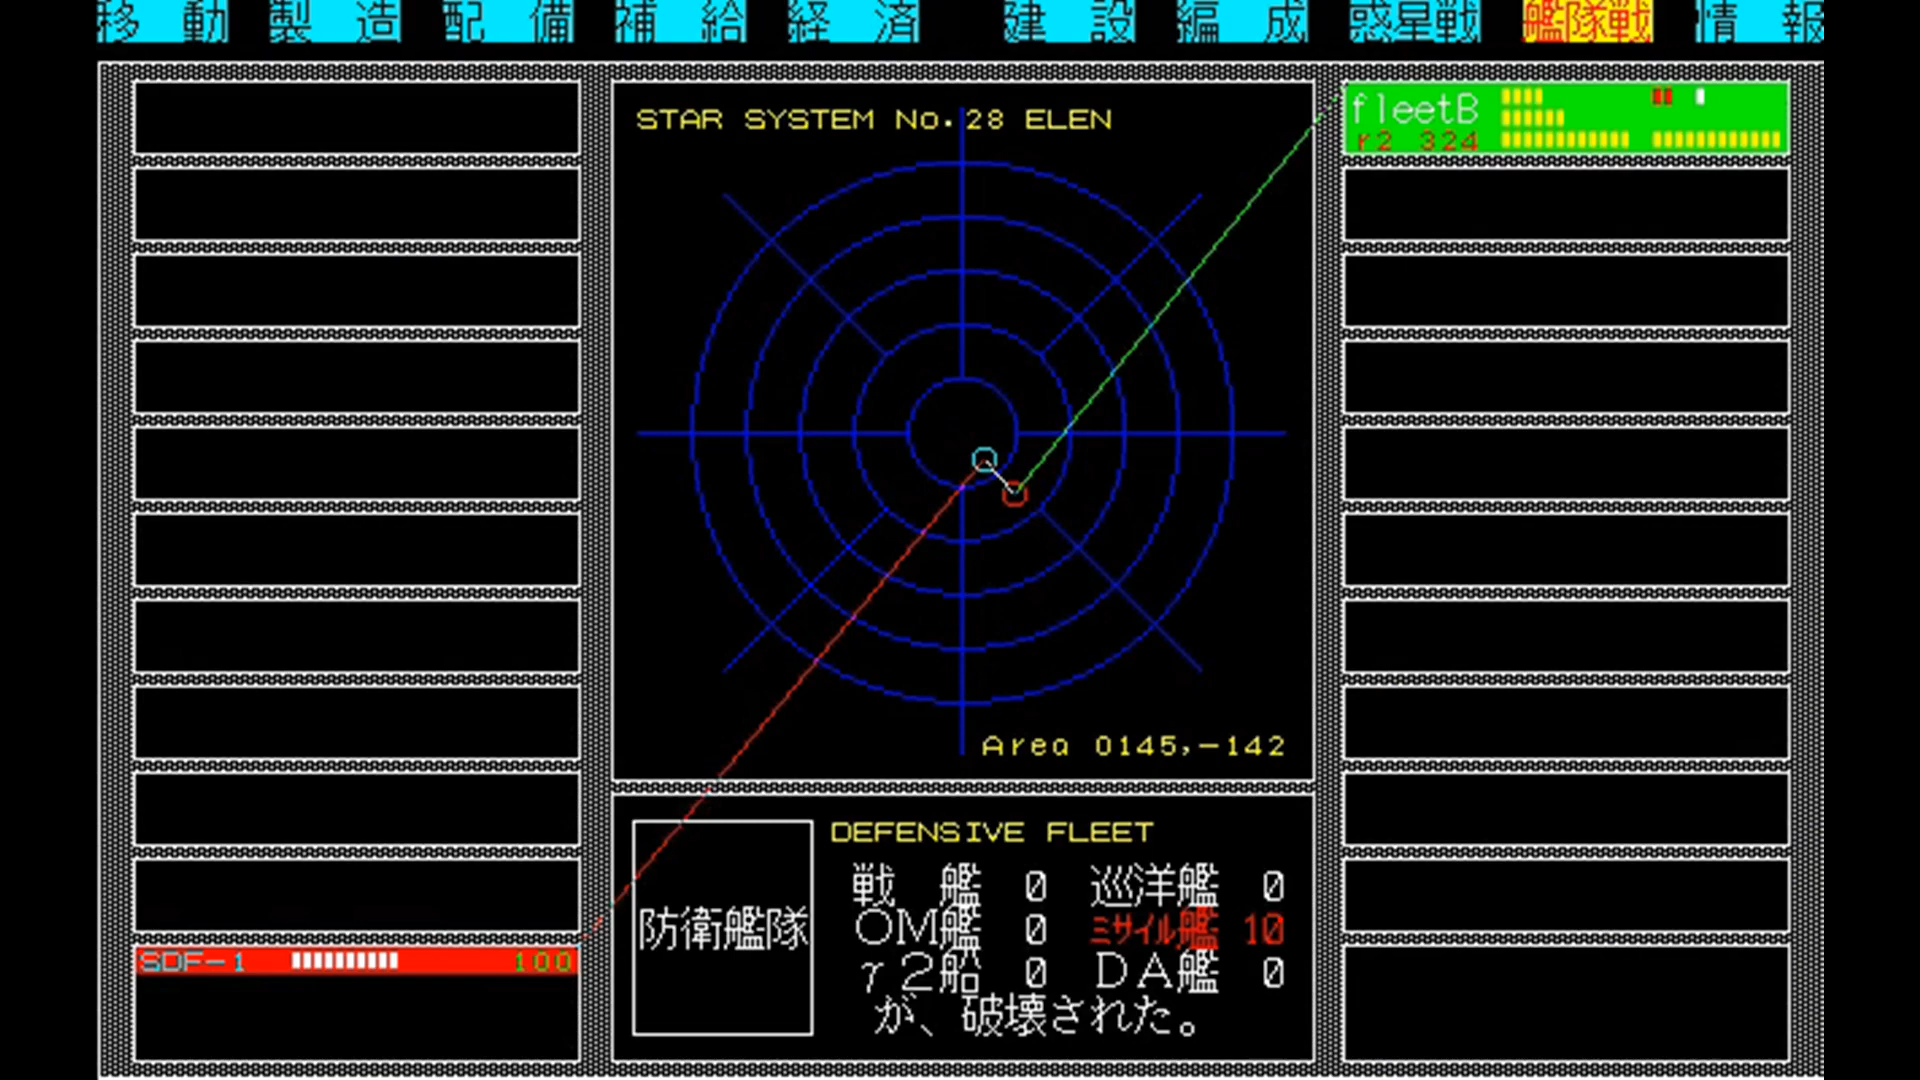 移動 製造 配備 補給 経済 建設 編成 惑星戦 艦隊戦 情報
STAR SYSTEM No.28 ELEN
fleetB
r2 324
Area 0145,-142
SDF-1 100
防衛艦隊
DEFENSIVE FLEET
戦 艦 0 巡洋艦 0
OM艦 0 ミサイル艦 10
γ2船 0 DA艦 0
が、破壊された。